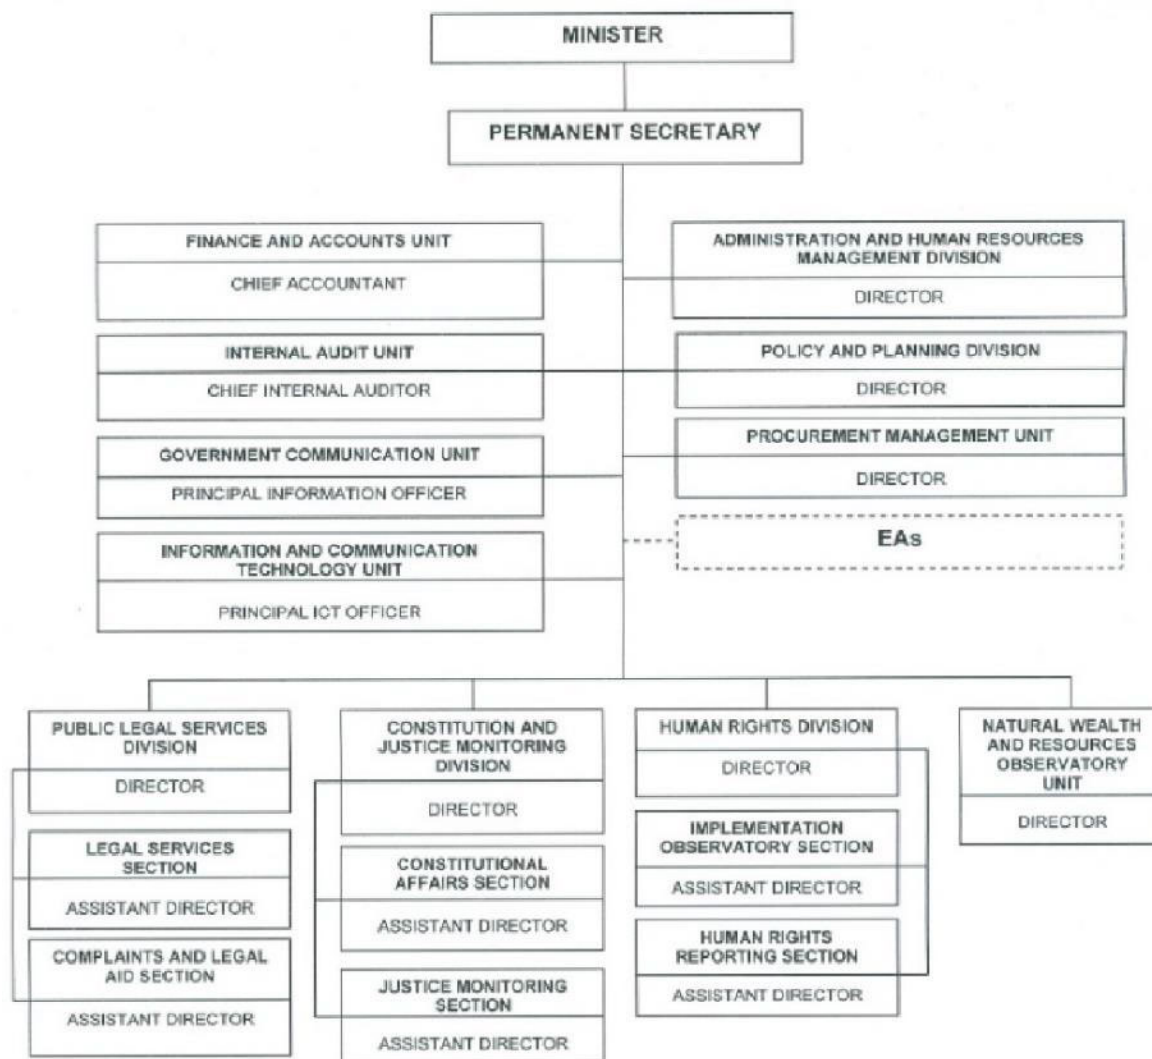 MINISTER
PERMANENT SECRETARY
FINANCE AND ACCOUNTS UNIT
CHIEF ACCOUNTANT
ADMINISTRATION AND HUMAN RESOURCES
MANAGEMENT DIVISION
DIRECTOR
INTERNAL AUDIT UNIT
CHIEF INTERNAL AUDITOR
POLICY AND PLANNING DIVISION
DIRECTOR
GOVERNMENT COMMUNICATION UNIT
PRINCIPAL INFORMATION OFFICER
PROCUREMENT MANAGEMENT UNIT
DIRECTOR
INFORMATION AND COMMUNICATION
TECHNOLOGY UNIT
PRINCIPAL ICT OFFICER
EAs
PUBLIC LEGAL SERVICES
DIVISION
DIRECTOR
LEGAL SERVICES
SECTION
ASSISTANT DIRECTOR
COMPLAINTS AND LEGAL
AID SECTION
ASSISTANT DIRECTOR
CONSTITUTION AND
JUSTICE MONITORING
DIVISION
DIRECTOR
CONSTITUTIONAL
AFFAIRS SECTION
ASSISTANT DIRECTOR
JUSTICE MONITORING
SECTION
ASSISTANT DIRECTOR
HUMAN RIGHTS DIVISION
DIRECTOR
IMPLEMENTATION
OBSERVATORY SECTION
ASSISTANT DIRECTOR
HUMAN RIGHTS
REPORTING SECTION
ASSISTANT DIRECTOR
NATURAL WEALTH
AND RESOURCES
OBSERVATORY
UNIT
DIRECTOR